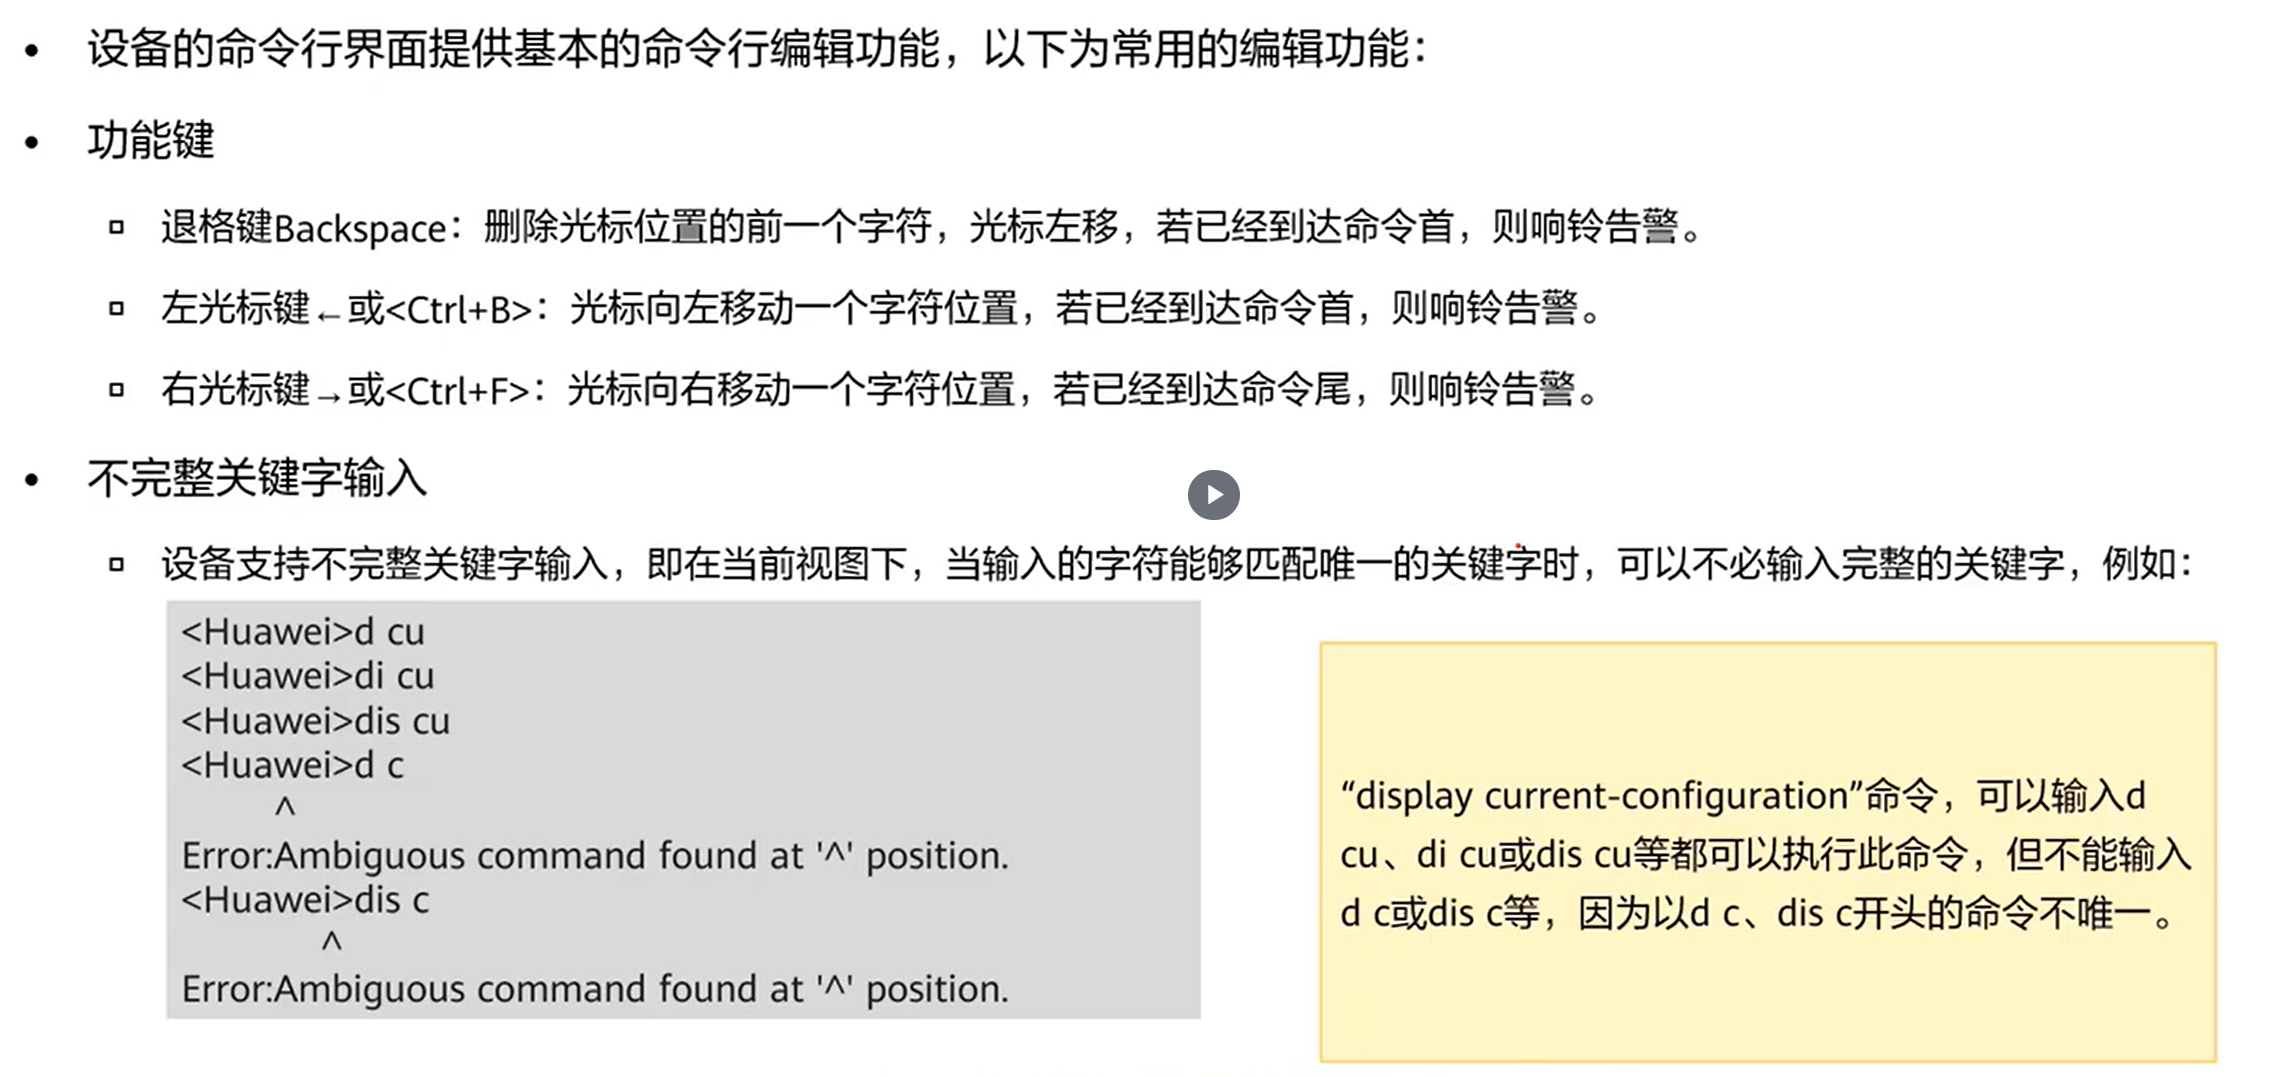 • 设备的命令行界面提供基本的命令行编辑功能，以下为常用的编辑功能：
• 功能键
▫ 退格键Backspace：删除光标位置的前一个字符，光标左移，若已经到达命令首，则响铃告警。
▫ 左光标键←或<Ctrl+B>：光标向左移动一个字符位置，若已经到达命令首，则响铃告警。
▫ 右光标键→或<Ctrl+F>：光标向右移动一个字符位置，若已经到达命令尾，则响铃告警。
• 不完整关键字输入
▫ 设备支持不完整关键字输入，即在当前视图下，当输入的字符能够匹配唯一的关键字时，可以不必输入完整的关键字，例如：
<Huawei>d cu
<Huawei>di cu
<Huawei>dis cu
<Huawei>d c
^
Error:Ambiguous command found at '^' position.
<Huawei>dis c
^
Error:Ambiguous command found at '^' position.
“display current-configuration”命令，可以输入d
cu、di cu或dis cu等都可以执行此命令，但不能输入
d c或dis c等，因为以d c、dis c开头的命令不唯一。